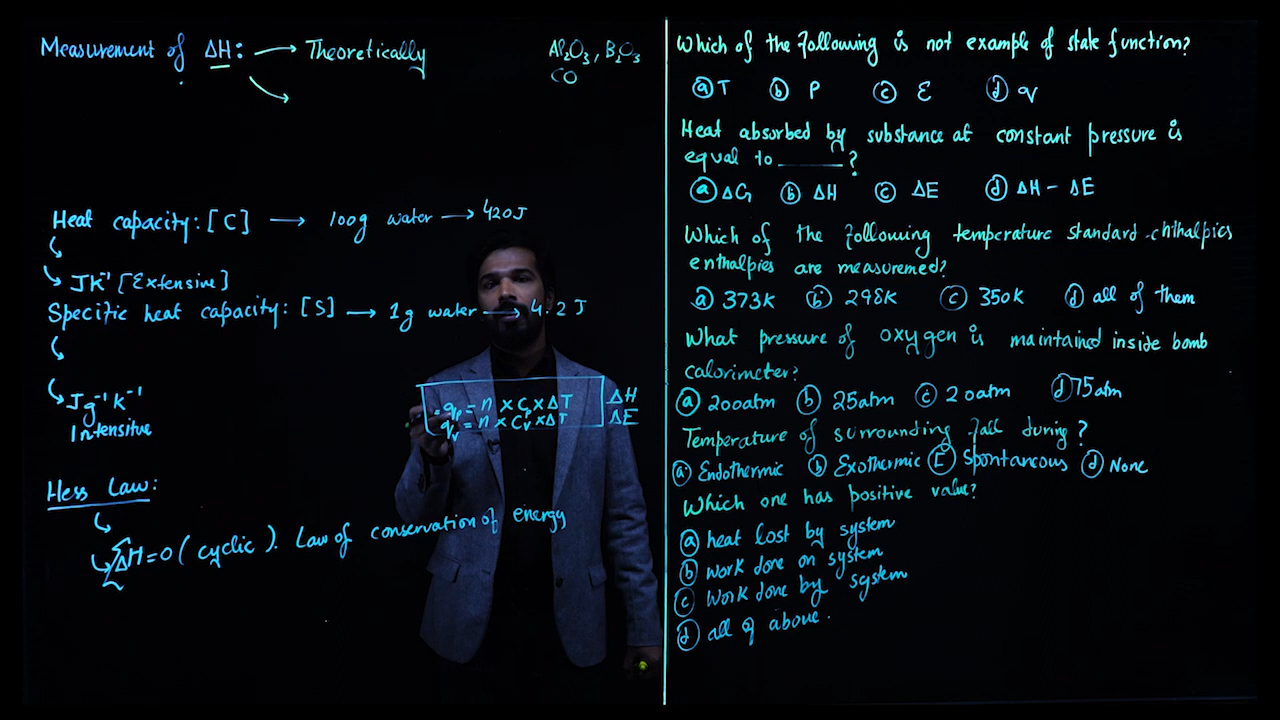 Measurement of ΔH: → Theoretically
Al₂O₃, B₂O₃
CO
Heat capacity: [C] → 100g water → 420J
JK⁻¹ [Extensive]
Specific heat capacity: [S] → 1g water → 4.2 J
Jg⁻¹K⁻¹
Intensitive
qp = n × Cp × ΔT ΔH
qv = n × Cv × ΔT ΔE
Hess Law:
ΣΔH=0 (cyclic). Law of conservation of energy
Which of the following is not example of state function?
ⓐ T ⓑ P ⓒ E ⓓ q
Heat absorbed by substance at constant pressure is
equal to ______?
ⓐ ΔG ⓑ ΔH ⓒ ΔE ⓓ ΔH – ΔE
Which of the following temperature standard
enthalpies are measuremed?
ⓐ 373K ⓑ 298K ⓒ 350K ⓓ all of them
What pressure of oxygen is maintained inside bomb
calorimeter?
ⓐ 200atm ⓑ 25atm ⓒ 20atm ⓓ 75atm
Temperature of surrounding fall during?
ⓐ Endothermic ⓑ Exothermic Ⓔ Spontaneous ⓓ None
Which one has positive value?
ⓐ heat lost by system
ⓑ work done on system
ⓒ Work done by system
ⓓ all of above.